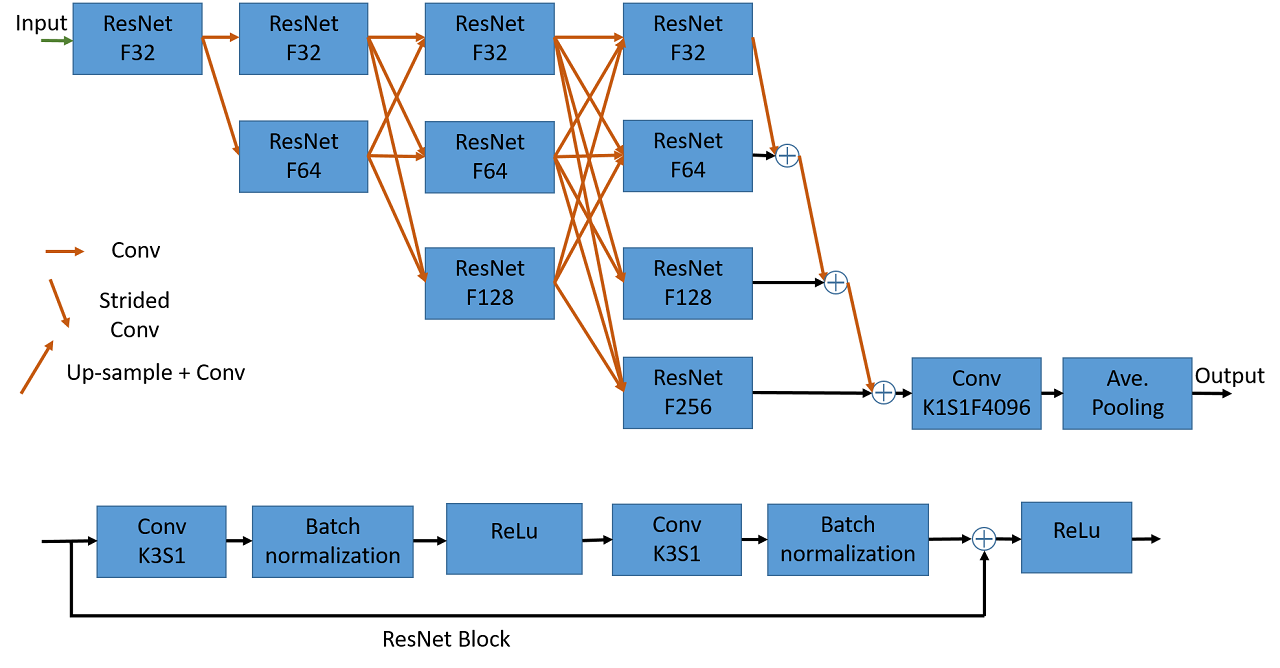 Input
ResNet
F32
ResNet
F32
ResNet
F32
ResNet
F32
ResNet
F64
ResNet
F64
ResNet
F64
Conv
Strided
Conv
Up-sample + Conv
ResNet
F128
ResNet
F128
ResNet
F256
Conv
K1S1F4096
Ave.
Pooling
Output
Conv
K3S1
Batch
normalization
ReLu
Conv
K3S1
Batch
normalization
ReLu
ResNet Block